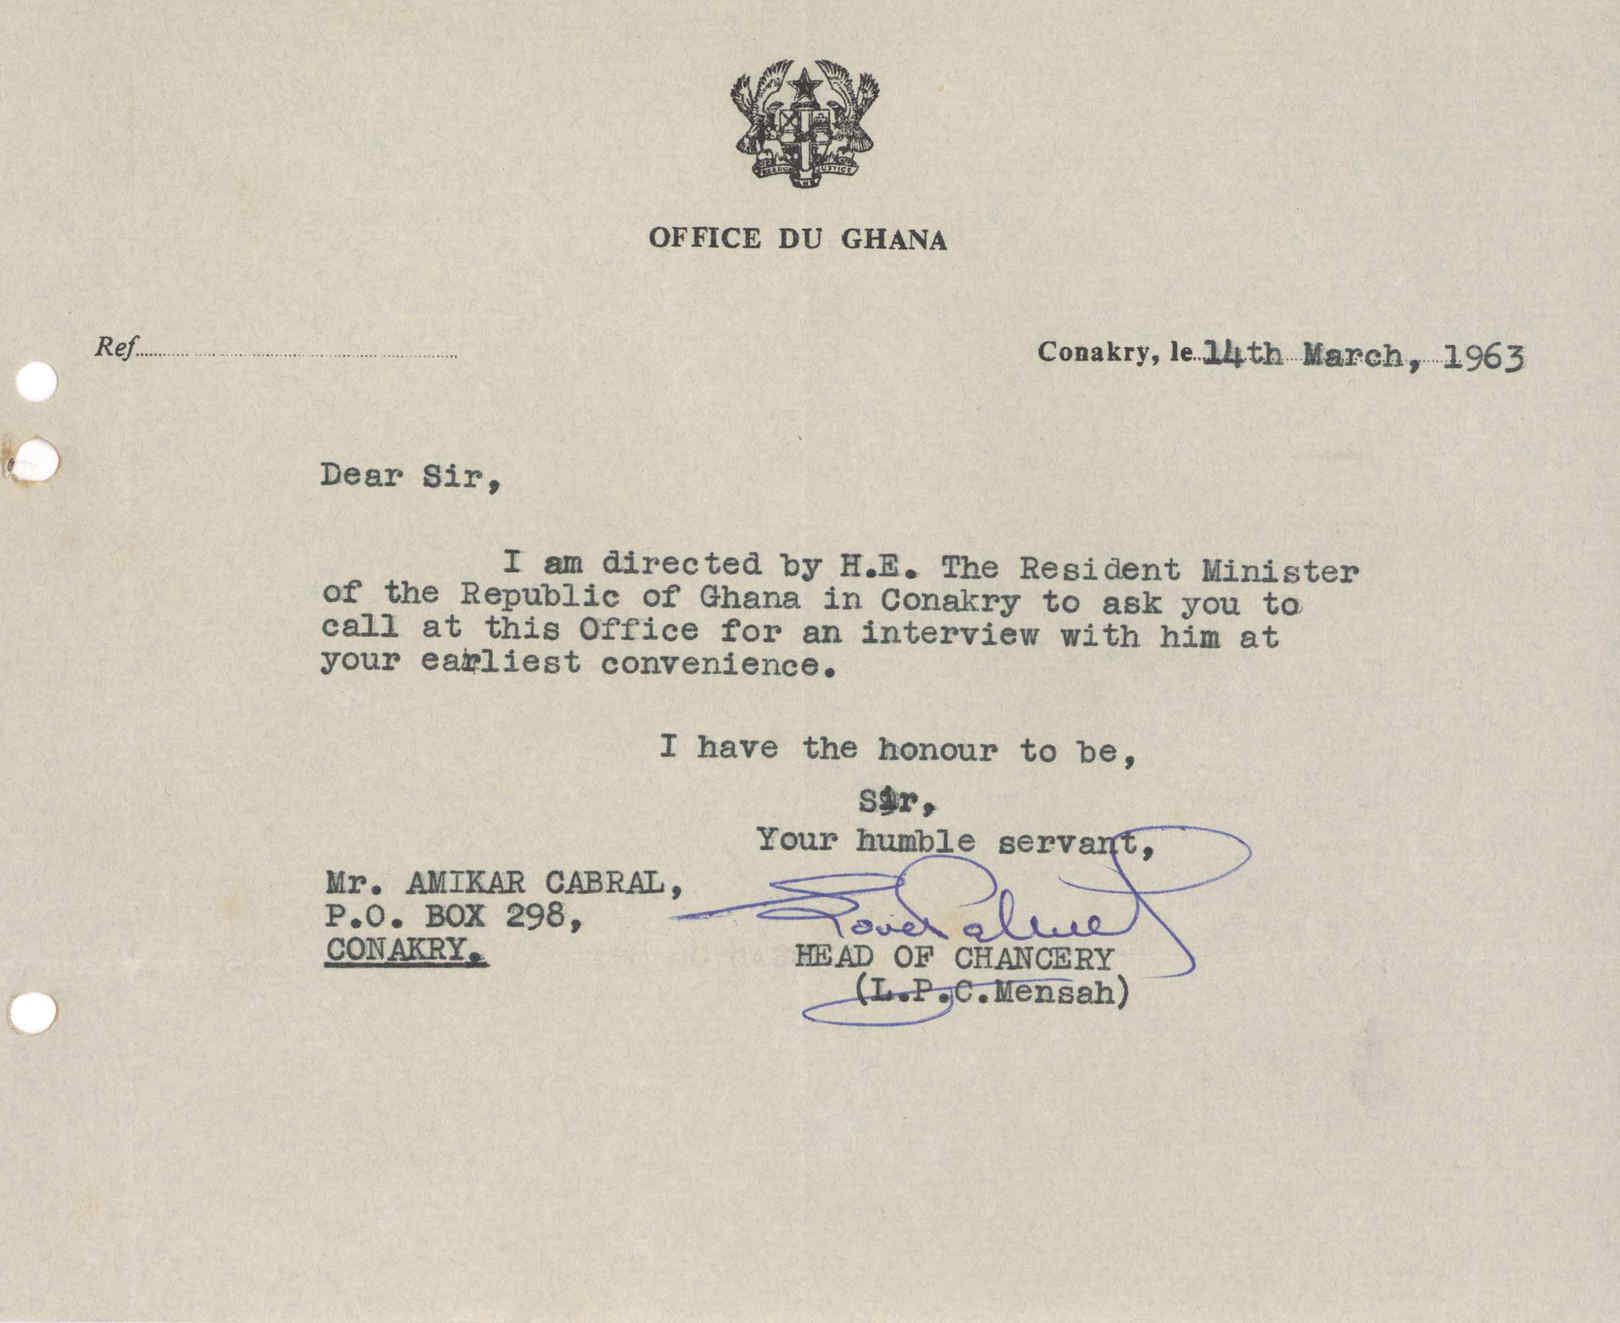 FREEDOM AND JUSTICE
OFFICE DU GHANA
Ref.
Conakry, le 14th March, 1963
Dear Sir,
I am directed by H.E. The Resident Minister
of the Republic of Ghana in Conakry to ask you to
call at this Office for an interview with him at
your earliest convenience.
I have the honour to be,
Sir,
Your humble servant,
Mr. AMIKAR CABRAL,
P.O. BOX 298,
CONAKRY.
HEAD OF CHANCERY
(L.P.C.Mensah)